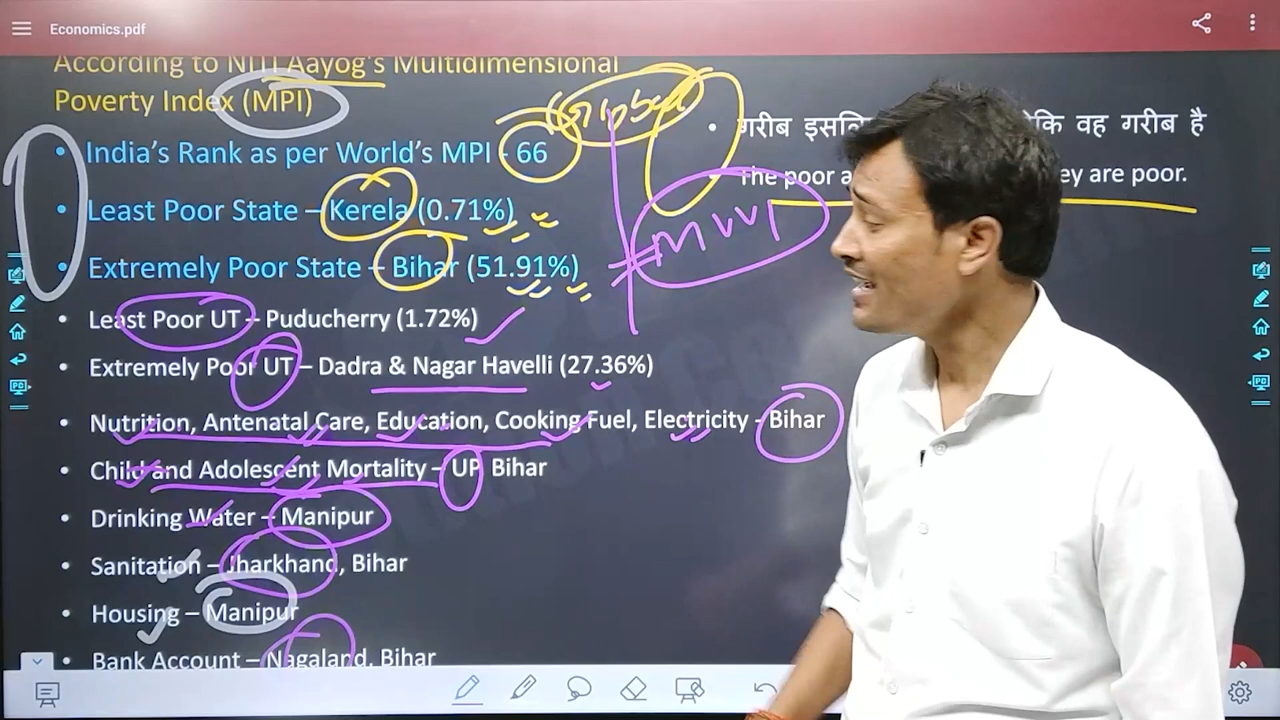 Economics.pdf
According to NITI Aayog's Multidimensional
Poverty Index (MPI)
• India's Rank as per World's MPI - 66
• Least Poor State – Kerela (0.71%)
• Extremely Poor State – Bihar (51.91%)
• Least Poor UT – Puducherry (1.72%)
• Extremely Poor UT – Dadra & Nagar Havelli (27.36%)
• Nutrition, Antenatal Care, Education, Cooking Fuel, Electricity - Bihar
• Child and Adolescent Mortality – UP, Bihar
• Drinking Water – Manipur
• Sanitation – Jharkhand, Bihar
• Housing – Manipur
• Bank Account – Nagaland, Bihar
• गरीब वह गरीब है
The poor are poor.
MVVI